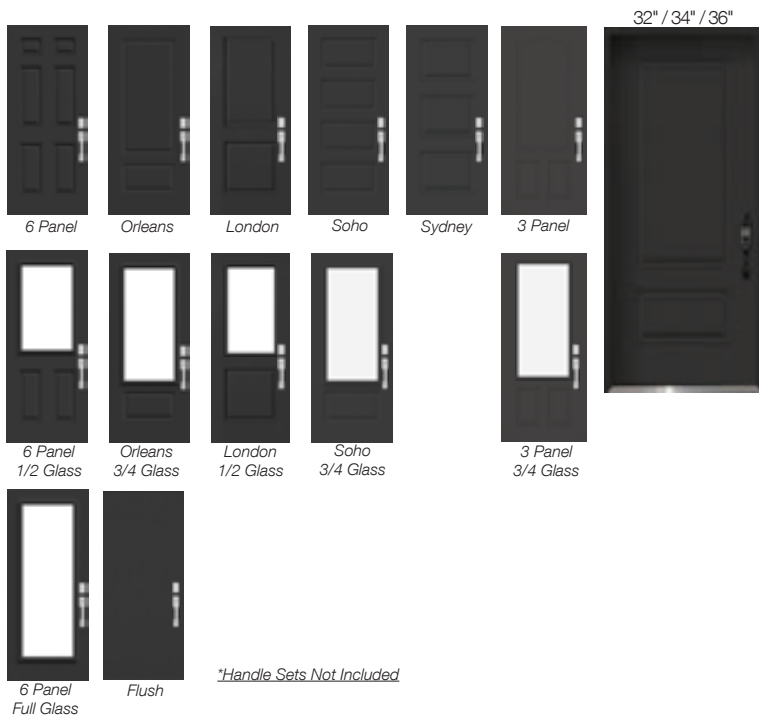 32" / 34" / 36"
6 Panel
Orleans
London
Soho
Sydney
3 Panel
6 Panel
1/2 Glass
Orleans
3/4 Glass
London
1/2 Glass
Soho
3/4 Glass
3 Panel
3/4 Glass
6 Panel
Full Glass
Flush
*Handle Sets Not Included